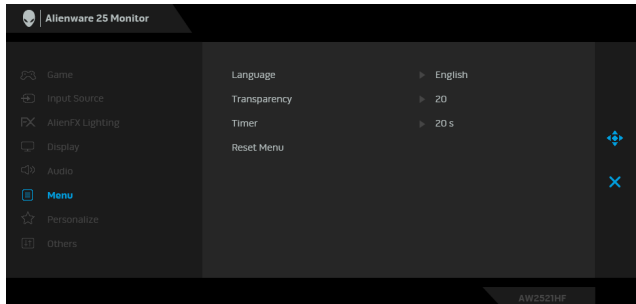 Alienware 25 Monitor
Game
Language English
Input Source
Transparency 20
AlienFX Lighting
Timer 20 s
Display
Reset Menu
Audio
Menu
Personalize
Others
AW2521HF